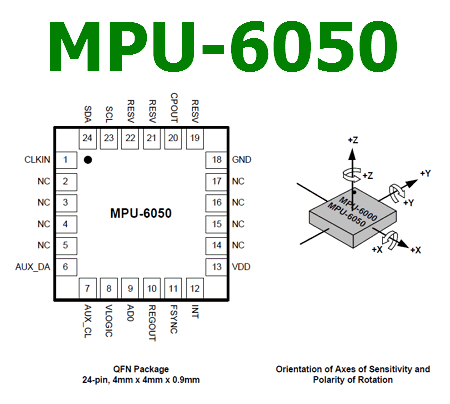 MPU-6050
SDA
SCL
RESV
RESV
CPOUT
RESV
24 23 22 21 20 19
CLKIN 1
NC 2
NC 3
NC 4
NC 5
AUX_DA 6
MPU-6050
18 GND
17 NC
16 NC
15 NC
14 NC
13 VDD
7 8 9 10 11 12
AUX_CL
VLOGIC
AD0
REGOUT
FSYNC
INT
QFN Package
24-pin, 4mm x 4mm x 0.9mm
+Z
+Z
+Y
+Y
MPU-6000
MPU-6050
+X
+X
Orientation of Axes of Sensitivity and
Polarity of Rotation